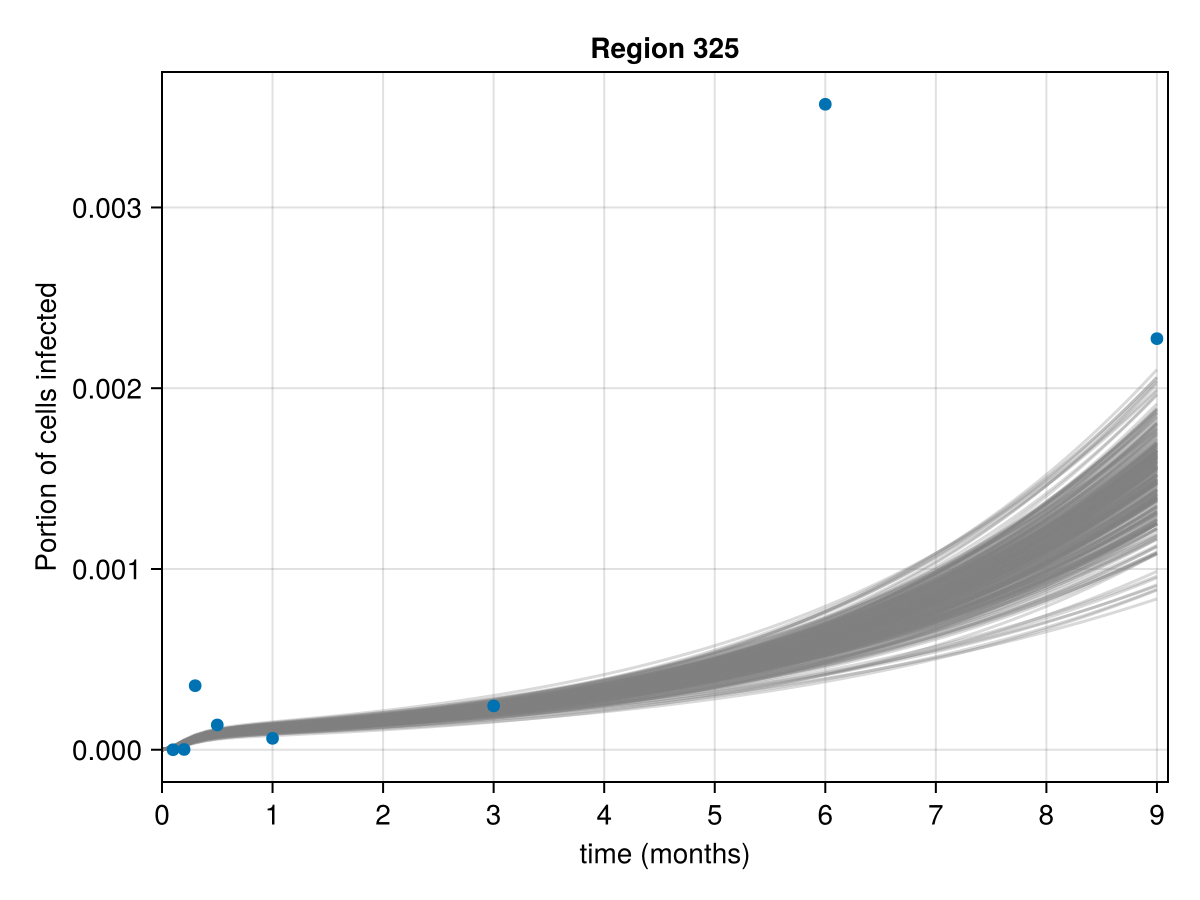 Region 325
Portion of cells infected
0.003
0.002
0.001
0.000
0 1 2 3 4 5 6 7 8 9
time (months)